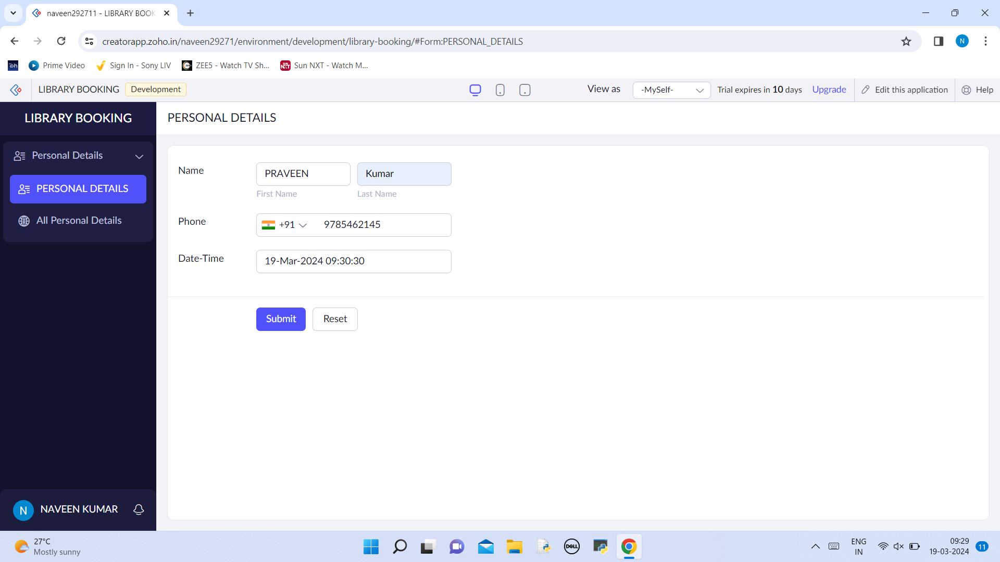 naveen292711 - LIBRARY BOOK
creatorapp.zoho.in/naveen29271/environment/development/library-booking/#Form:PERSONAL_DETAILS
N
Prime Video
Sign In - Sony LIV
ZEE5 - Watch TV Sh...
SUN NXT
Sun NXT - Watch M...
LIBRARY BOOKING
Development
View as
-MySelf-
Trial expires in 10 days
Upgrade
Edit this application
Help
LIBRARY BOOKING
PERSONAL DETAILS
Personal Details
PERSONAL DETAILS
All Personal Details
Name
PRAVEEN
Kumar
First Name
Last Name
Phone
+91
9785462145
Date-Time
19-Mar-2024 09:30:30
Submit
Reset
N
NAVEEN KUMAR
27°C
Mostly sunny
DELL
ENG
IN
09:29
19-03-2024
11